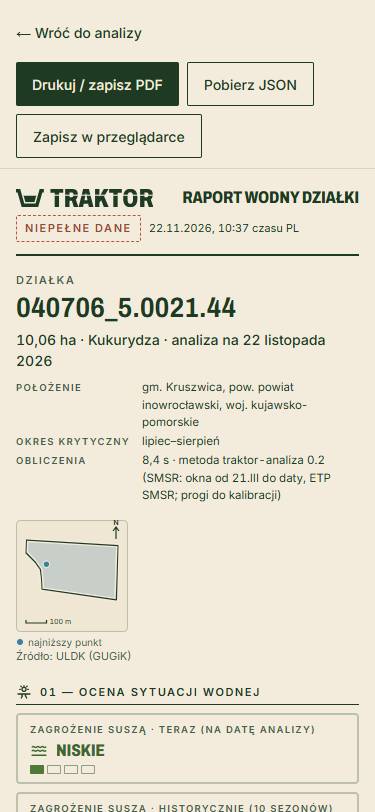 ← Wróć do analizy
Drukuj / zapisz PDF
Pobierz JSON
Zapisz w przeglądarce
TRAKTOR
RAPORT WODNY DZIAŁKI
NIEPEŁNE DANE
22.11.2026, 10:37 czasu PL
DZIAŁKA
040706_5.0021.44
10,06 ha · Kukurydza · analiza na 22 listopada
2026
POŁOŻENIE
gm. Kruszwica, pow. powiat
inowrocławski, woj. kujawsko-
pomorskie
OKRES KRYTYCZNY
lipiec–sierpień
OBLICZENIA
8,4 s · metoda traktor-analiza 0.2
(SMSR: okna od 21.III do daty, ETP
SMSR; progi do kalibracji)
N
100 m
najniższy punkt
Źródło: ULDK (GUGiK)
01 — OCENA SYTUACJI WODNEJ
ZAGROŻENIE SUSZĄ · TERAZ (NA DATĘ ANALIZY)
NISKIE
ZAGROŻENIE SUSZĄ · HISTORYCZNIE (10 SEZONÓW)